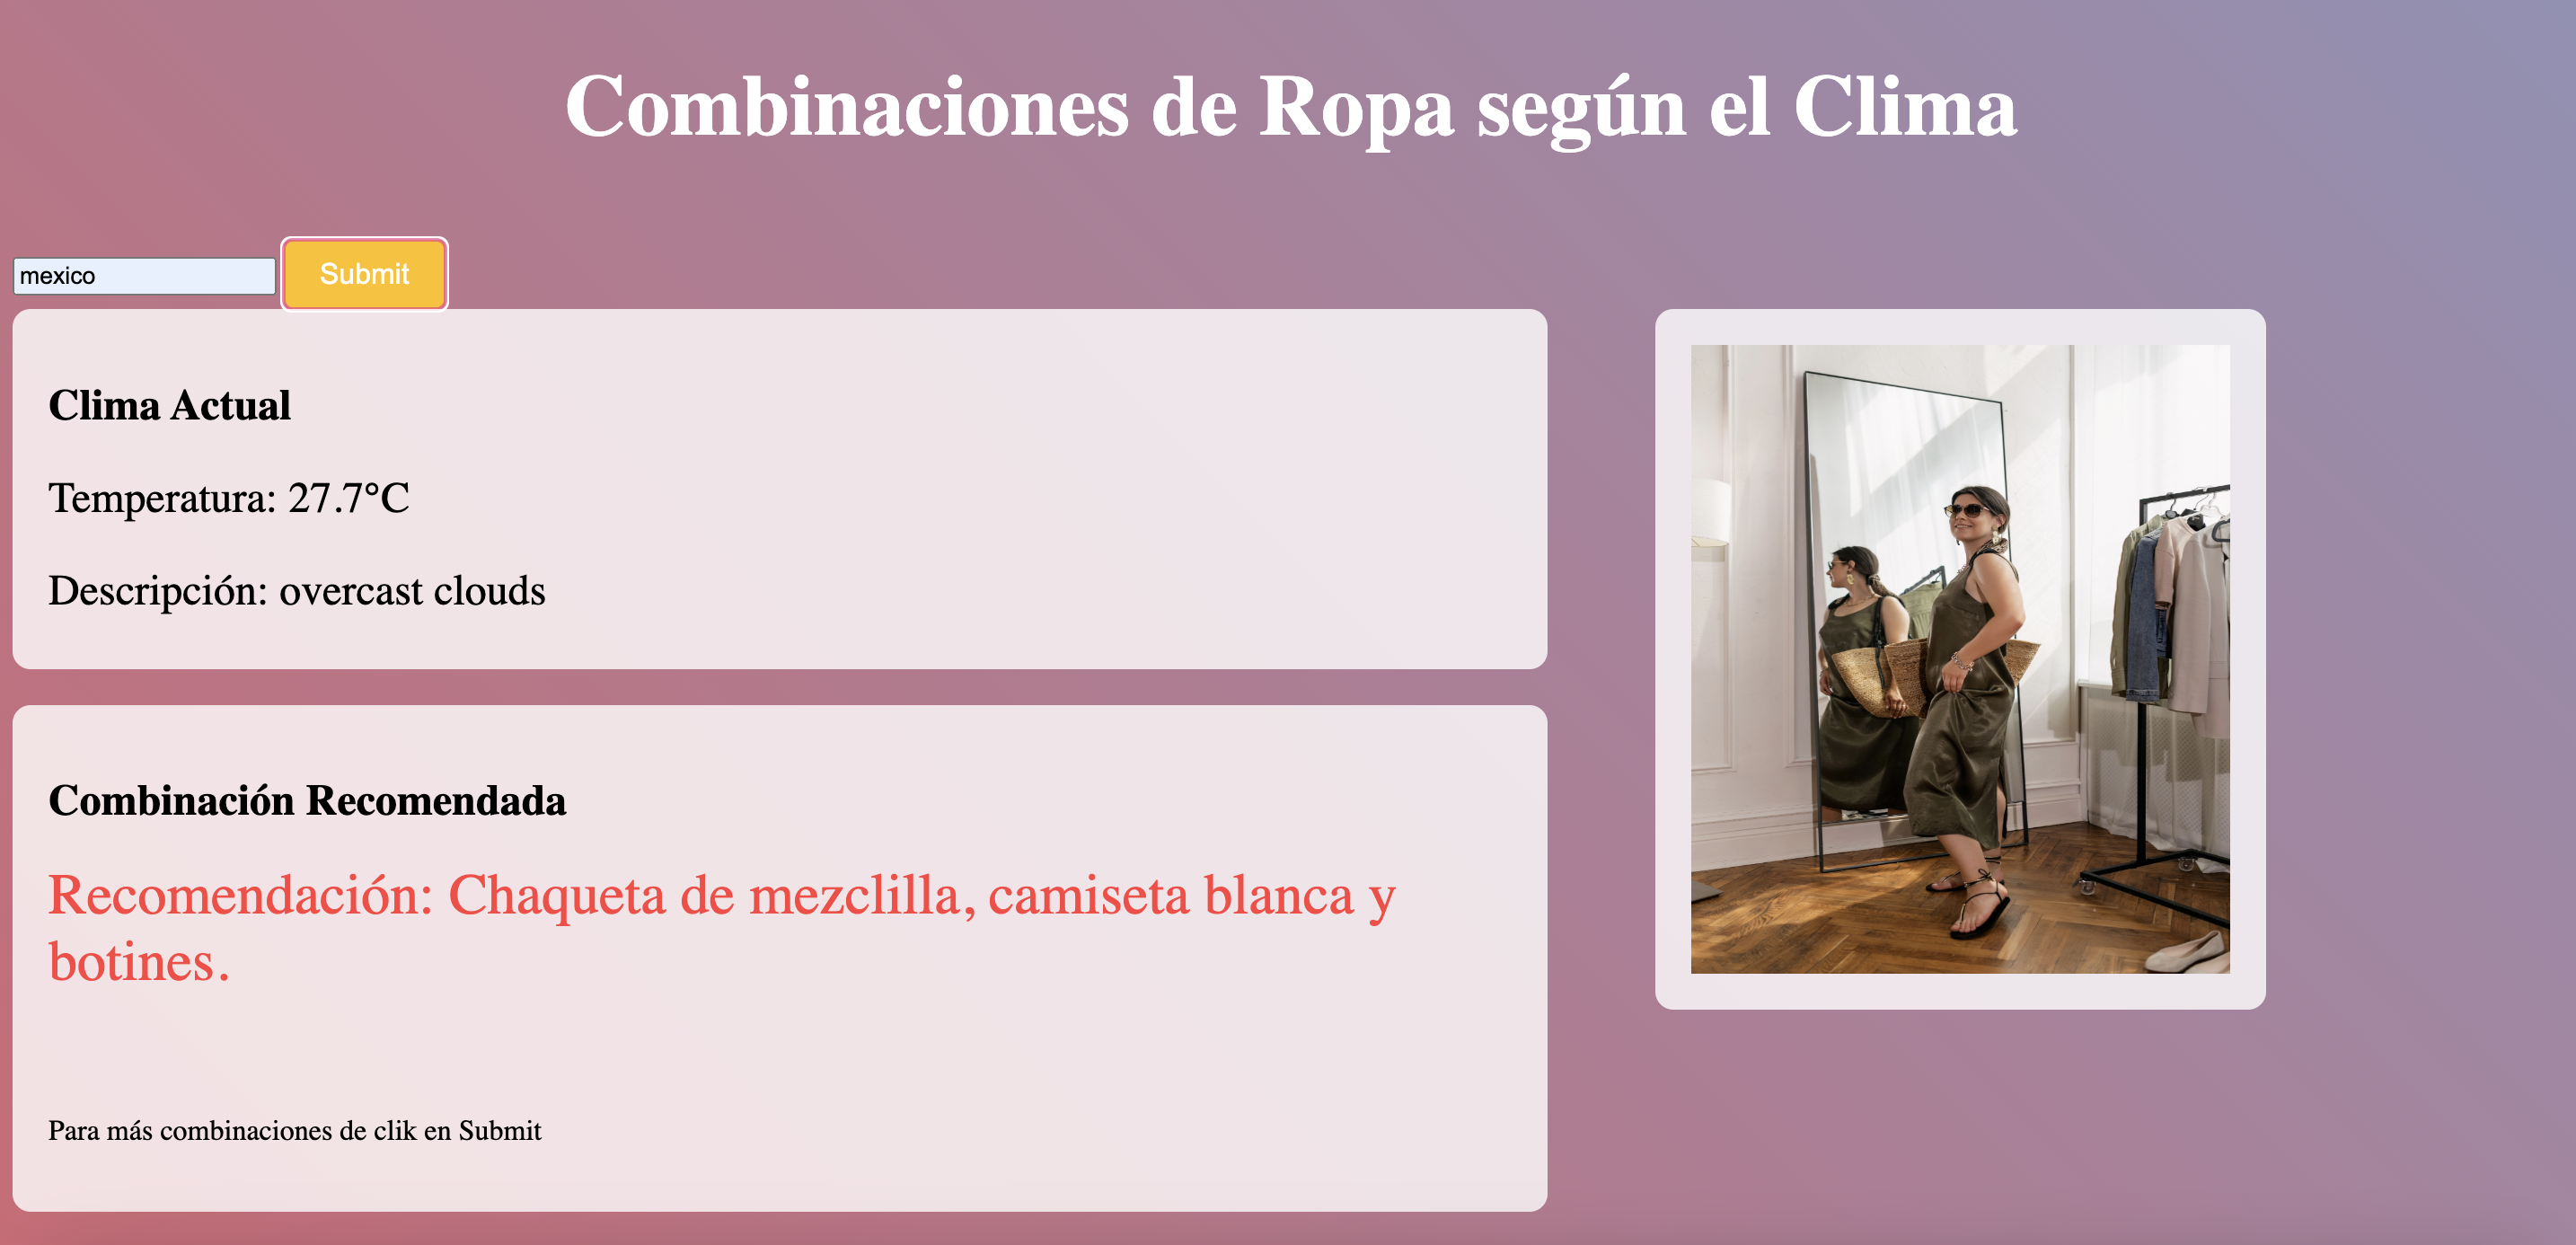 Combinaciones de Ropa según el Clima
mexico
Submit
Clima Actual
Temperatura: 27.7°C
Descripción: overcast clouds
Combinación Recomendada
Recomendación: Chaqueta de mezclilla, camiseta blanca y
botines.
Para más combinaciones de clik en Submit